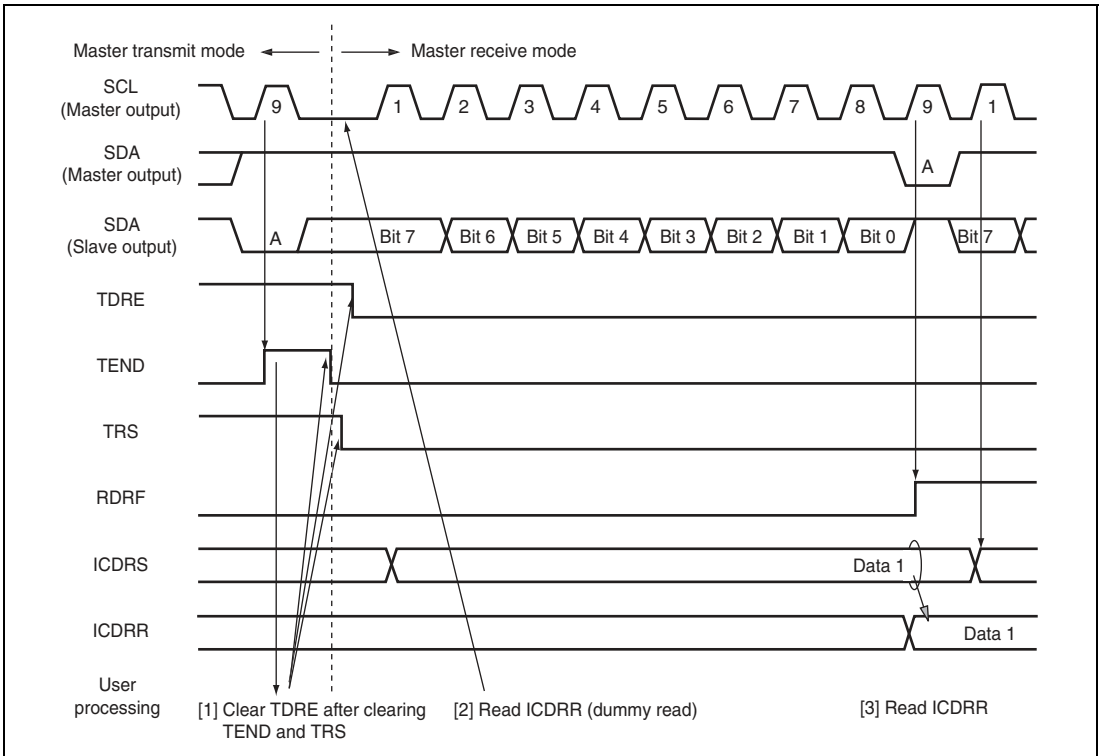 Master transmit mode Master receive mode
SCL
(Master output)
9 1 2 3 4 5 6 7 8 9 1
SDA
(Master output)
A
SDA
(Slave output)
A Bit 7 Bit 6 Bit 5 Bit 4 Bit 3 Bit 2 Bit 1 Bit 0 Bit 7
TDRE
TEND
TRS
RDRF
ICDRS
Data 1
ICDRR
Data 1
User
processing
[1] Clear TDRE after clearing
TEND and TRS
[2] Read ICDRR (dummy read)
[3] Read ICDRR